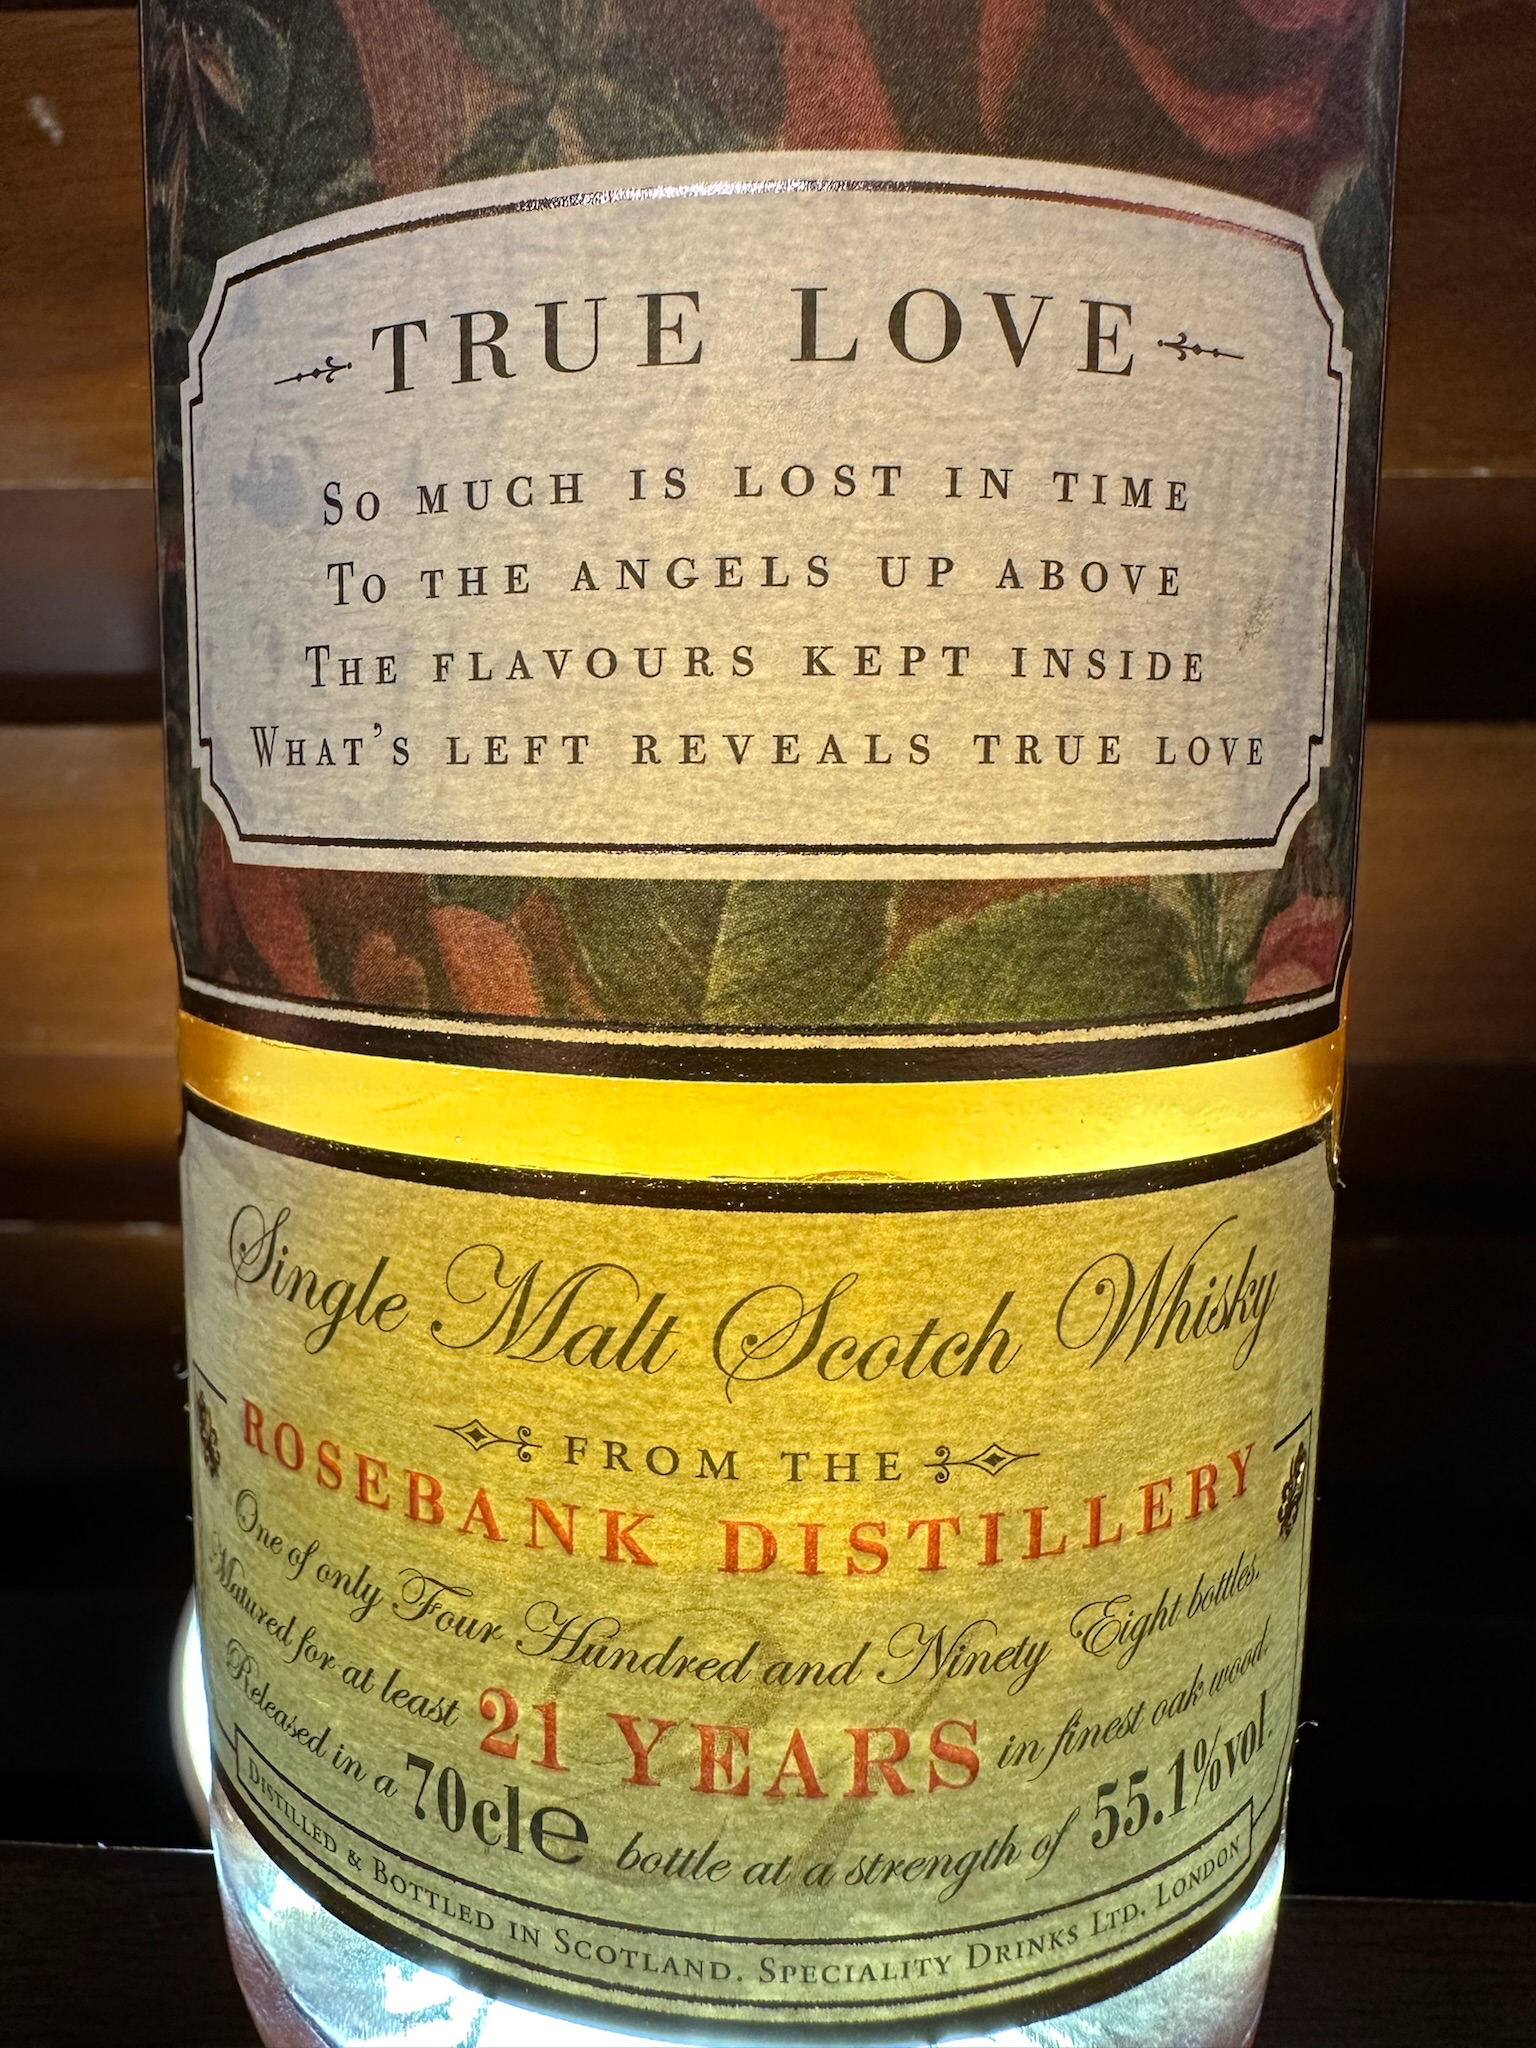 TRUE LOVE
SO MUCH IS LOST IN TIME
TO THE ANGELS UP ABOVE
THE FLAVOURS KEPT INSIDE
WHAT'S LEFT REVEALS TRUE LOVE
Single Malt Scotch Whisky
FROM THE
ROSEBANK DISTILLERY
One of only Four Hundred and Ninety Eight bottles.
Matured for at least 21 YEARS in finest oak wood.
Released in a 70cle bottle at a strength of 55.1%vol.
DISTILLED & BOTTLED IN SCOTLAND. SPECIALITY DRINKS LTD, LONDON